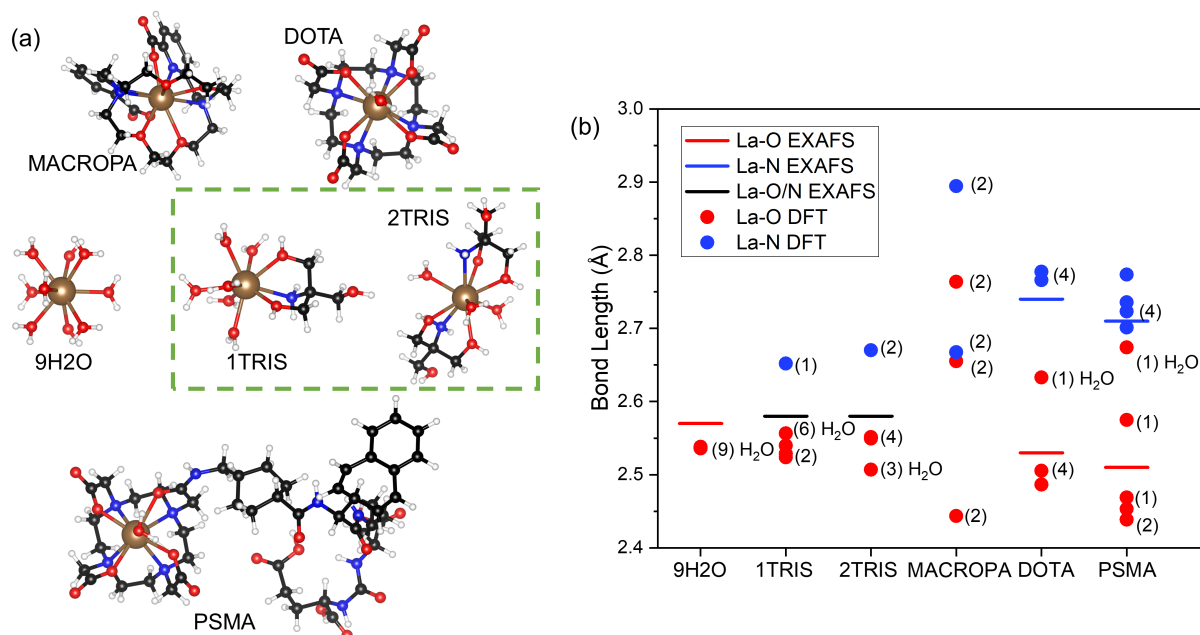 (a)
MACROPA
DOTA
9H2O
1TRIS
2TRIS
PSMA
(b)
Bond Length (Å)
3.0
2.9
2.8
2.7
2.6
2.5
2.4
La-O EXAFS
La-N EXAFS
La-O/N EXAFS
La-O DFT
La-N DFT
(9) H2O
(1)
(6) H2O
(2)
(2)
(4)
(3) H2O
(2)
(2)
(2)
(2)
(2)
(4)
(1) H2O
(4)
(4)
(1) H2O
(1)
(1)
(2)
9H2O 1TRIS 2TRIS MACROPA DOTA PSMA